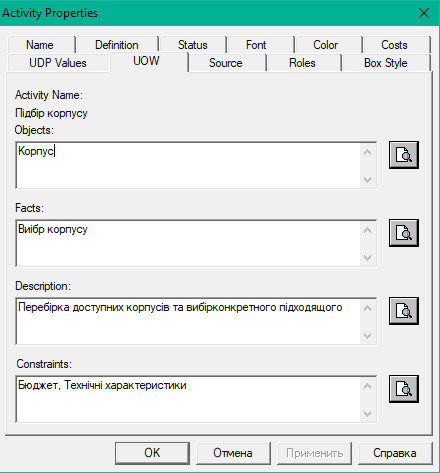 Activity Properties
Name Definition Status Font Color Costs
UDP Values UOW Source Roles Box Style
Activity Name:
Підбір корпусу
Objects:
Корпус
Facts:
Виібр корпусу
Description:
Перебірка доступних корпусів та вибірконкретного підходящого
Constraints:
Бюджет, Технічні характеристики
OK Отмена Применить Справка